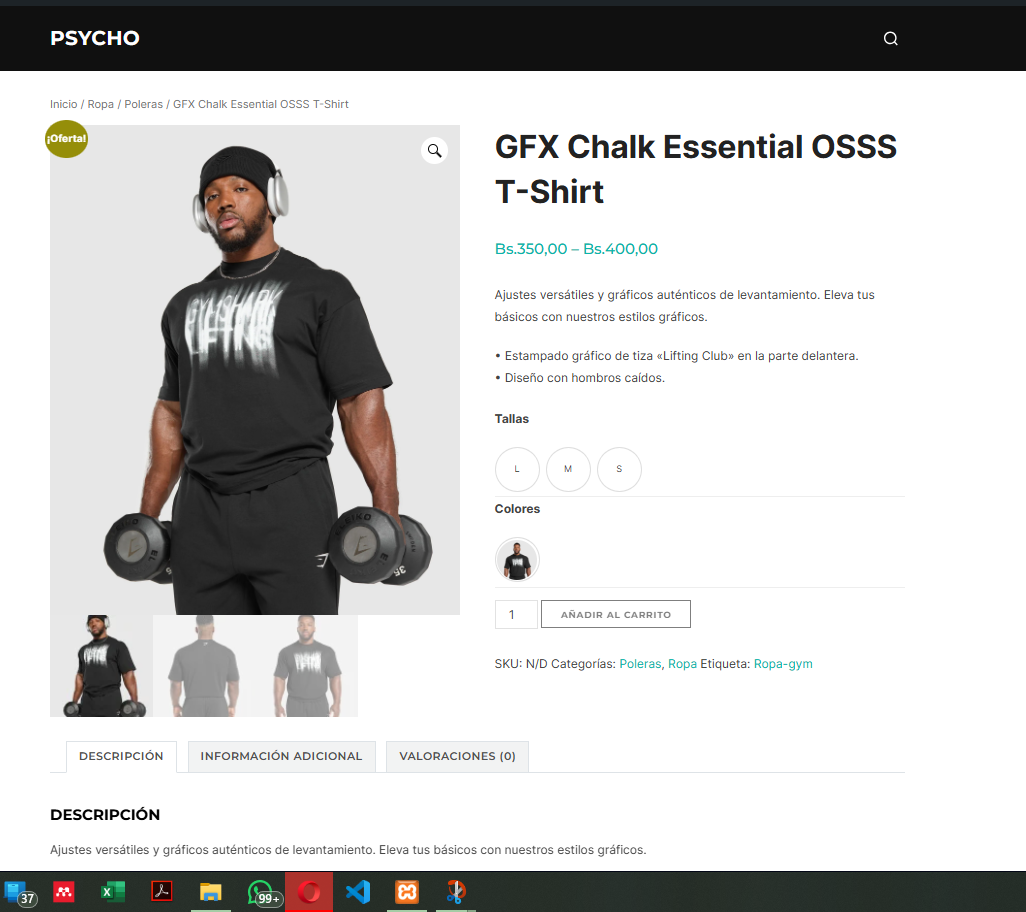 PSYCHO
Inicio / Ropa / Poleras / GFX Chalk Essential OSSS T-Shirt
¡Oferta!
GFX Chalk Essential OSSS
T-Shirt
Bs.350,00 – Bs.400,00
Ajustes versátiles y gráficos auténticos de levantamiento. Eleva tus
básicos con nuestros estilos gráficos.
• Estampado gráfico de tiza «Lifting Club» en la parte delantera.
• Diseño con hombros caídos.
Tallas
L M S
Colores
1 AÑADIR AL CARRITO
SKU: N/D Categorías: Poleras, Ropa Etiqueta: Ropa-gym
GYMSHARK
LIFTING
35
DESCRIPCIÓN INFORMACIÓN ADICIONAL VALORACIONES (0)
DESCRIPCIÓN
Ajustes versátiles y gráficos auténticos de levantamiento. Eleva tus básicos con nuestros estilos gráficos.
37 99+